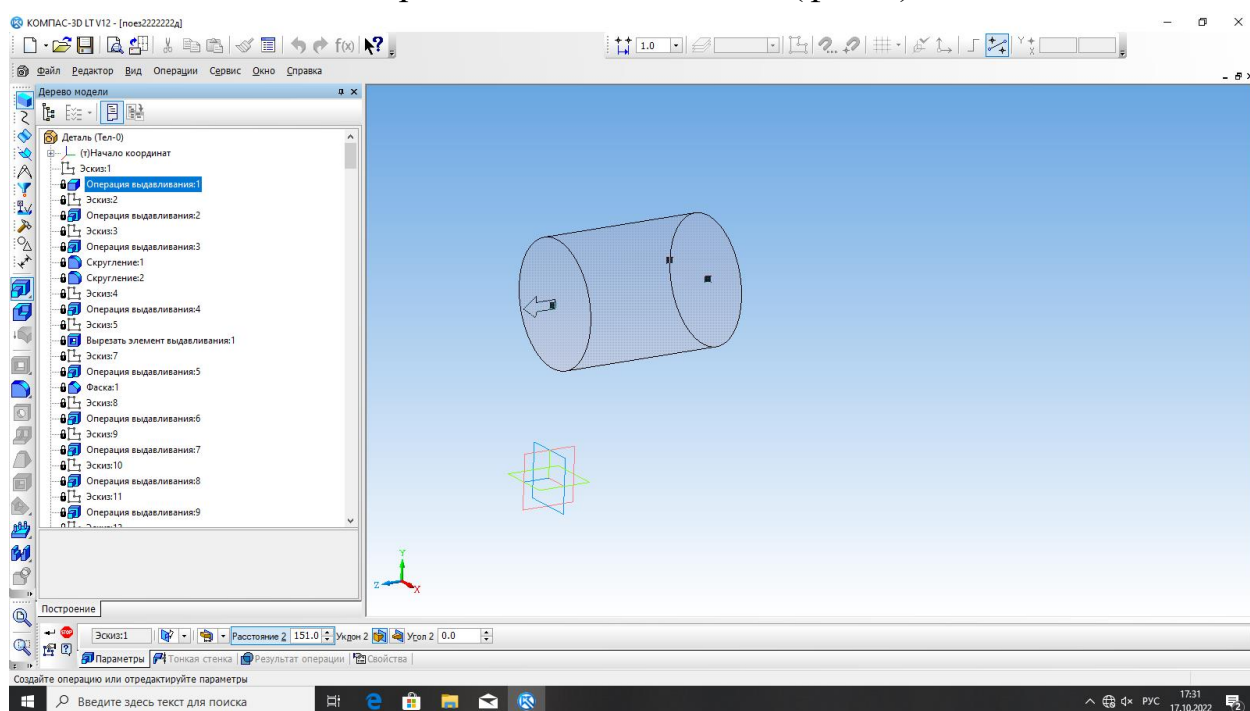 КОМПАС-3D LT V12 - [поез2222222д]
1.0
Файл Редактор Вид Операции Сервис Окно Справка
Дерево модели
Деталь (Тел-0)
(т)Начало координат
Эскиз:1
Операция выдавливания:1
Эскиз:2
Операция выдавливания:2
Эскиз:3
Операция выдавливания:3
Скругление:1
Скругление:2
Эскиз:4
Операция выдавливания:4
Эскиз:5
Вырезать элемент выдавливания:1
Эскиз:7
Операция выдавливания:5
Фаска:1
Эскиз:8
Операция выдавливания:6
Эскиз:9
Операция выдавливания:7
Эскиз:10
Операция выдавливания:8
Эскиз:11
Операция выдавливания:9
Y
Z
X
Построение
Эскиз:1 Расстояние 2 151.0 Уклон 2 Угол 2 0.0
Параметры Тонкая стенка Результат операции Свойства
Создайте операцию или отредактируйте параметры
Введите здесь текст для поиска
РУС
17:31
17.10.2022